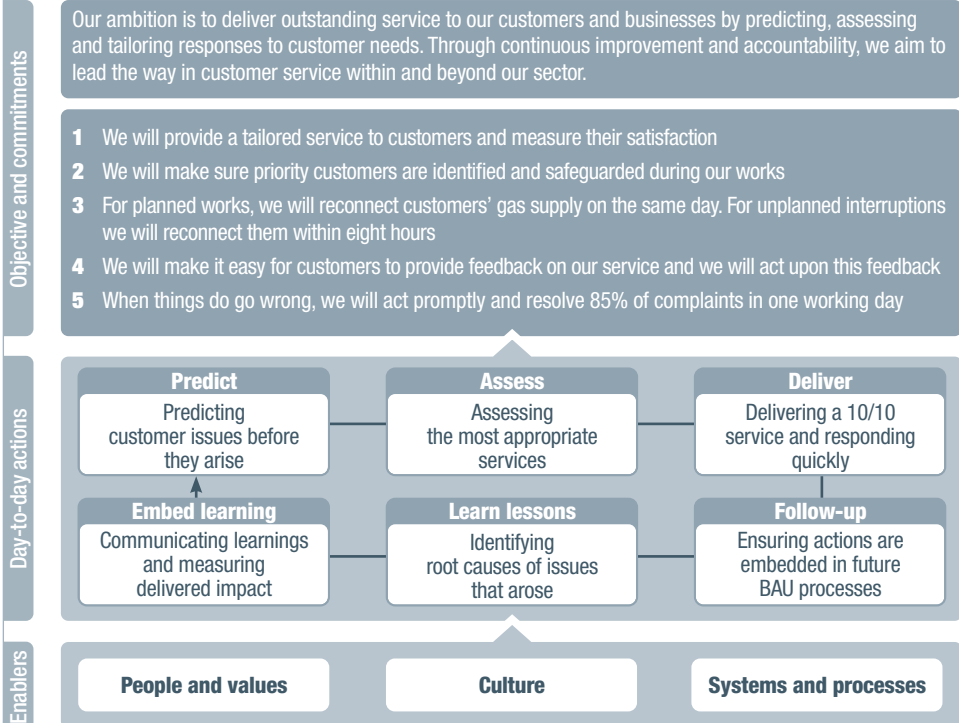 Objective and commitments
Our ambition is to deliver outstanding service to our customers and businesses by predicting, assessing
and tailoring responses to customer needs. Through continuous improvement and accountability, we aim to
lead the way in customer service within and beyond our sector.
1 We will provide a tailored service to customers and measure their satisfaction
2 We will make sure priority customers are identified and safeguarded during our works
3 For planned works, we will reconnect customers’ gas supply on the same day. For unplanned interruptions
we will reconnect them within eight hours
4 We will make it easy for customers to provide feedback on our service and we will act upon this feedback
5 When things do go wrong, we will act promptly and resolve 85% of complaints in one working day
Day-to-day actions
Predict
Predicting
customer issues before
they arise
Assess
Assessing
the most appropriate
services
Deliver
Delivering a 10/10
service and responding
quickly
Embed learning
Communicating learnings
and measuring
delivered impact
Learn lessons
Identifying
root causes of issues
that arose
Follow-up
Ensuring actions are
embedded in future
BAU processes
Enablers
People and values
Culture
Systems and processes